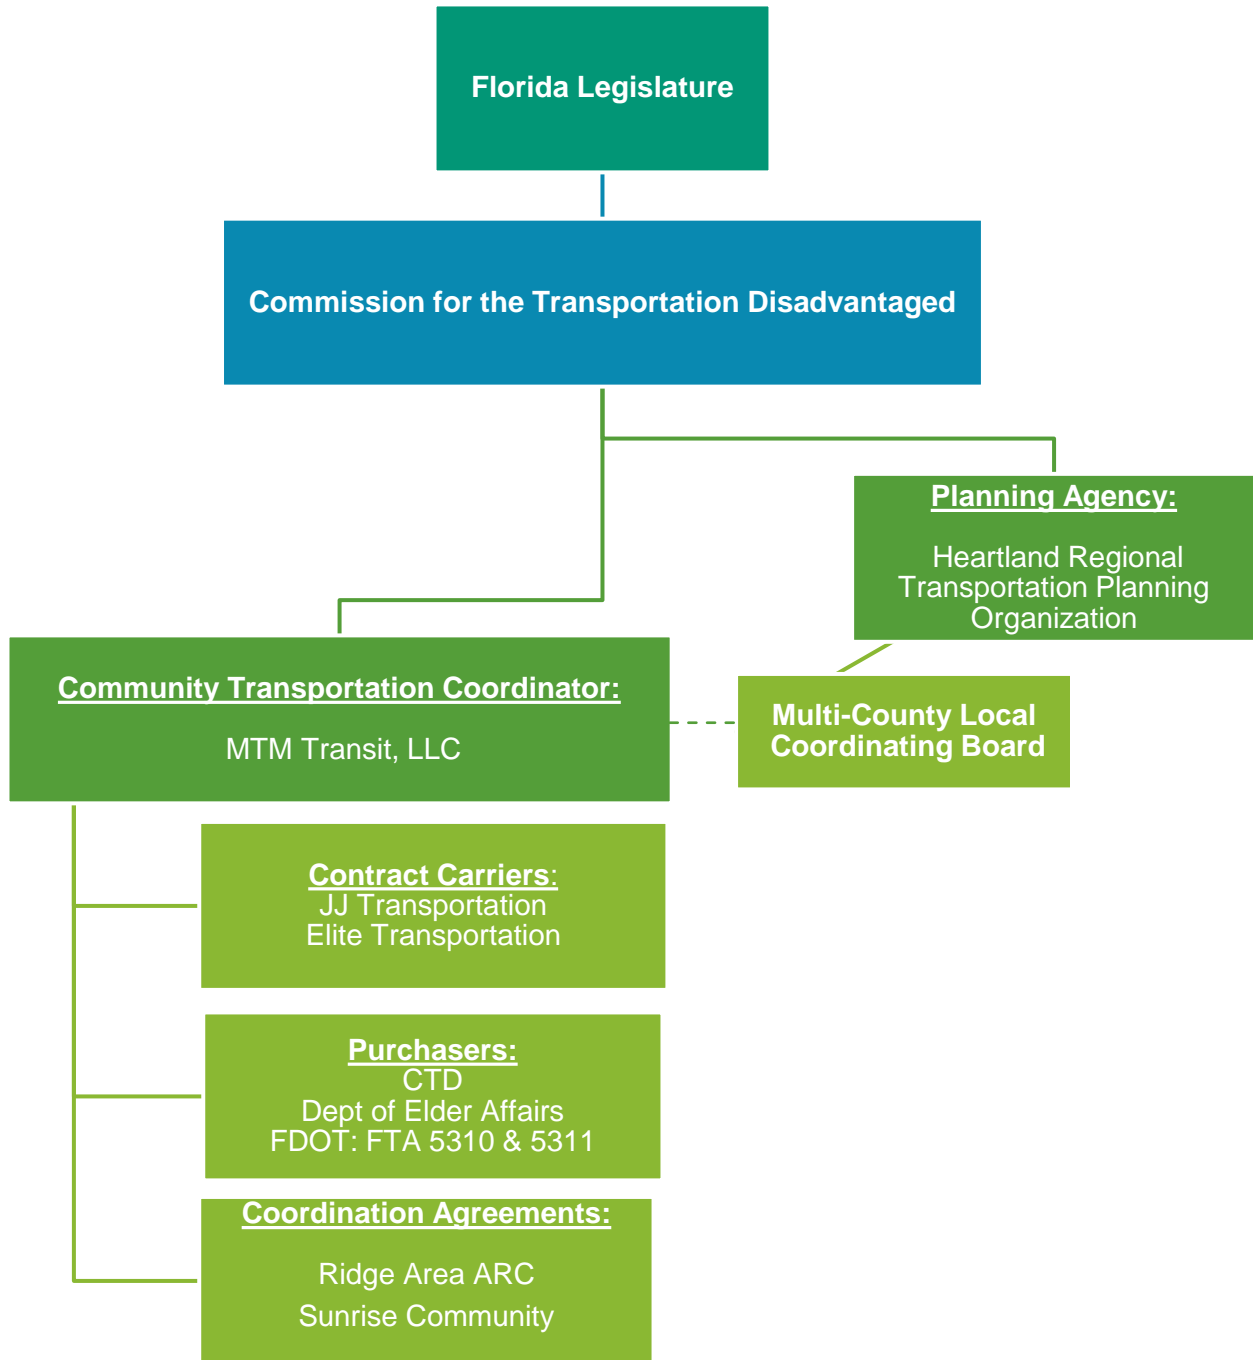 Florida Legislature
Commission for the Transportation Disadvantaged
Planning Agency:
Heartland Regional
Transportation Planning
Organization
Community Transportation Coordinator:
MTM Transit, LLC
Multi-County Local
Coordinating Board
Contract Carriers:
JJ Transportation
Elite Transportation
Purchasers:
CTD
Dept of Elder Affairs
FDOT: FTA 5310 & 5311
Coordination Agreements:
Ridge Area ARC
Sunrise Community